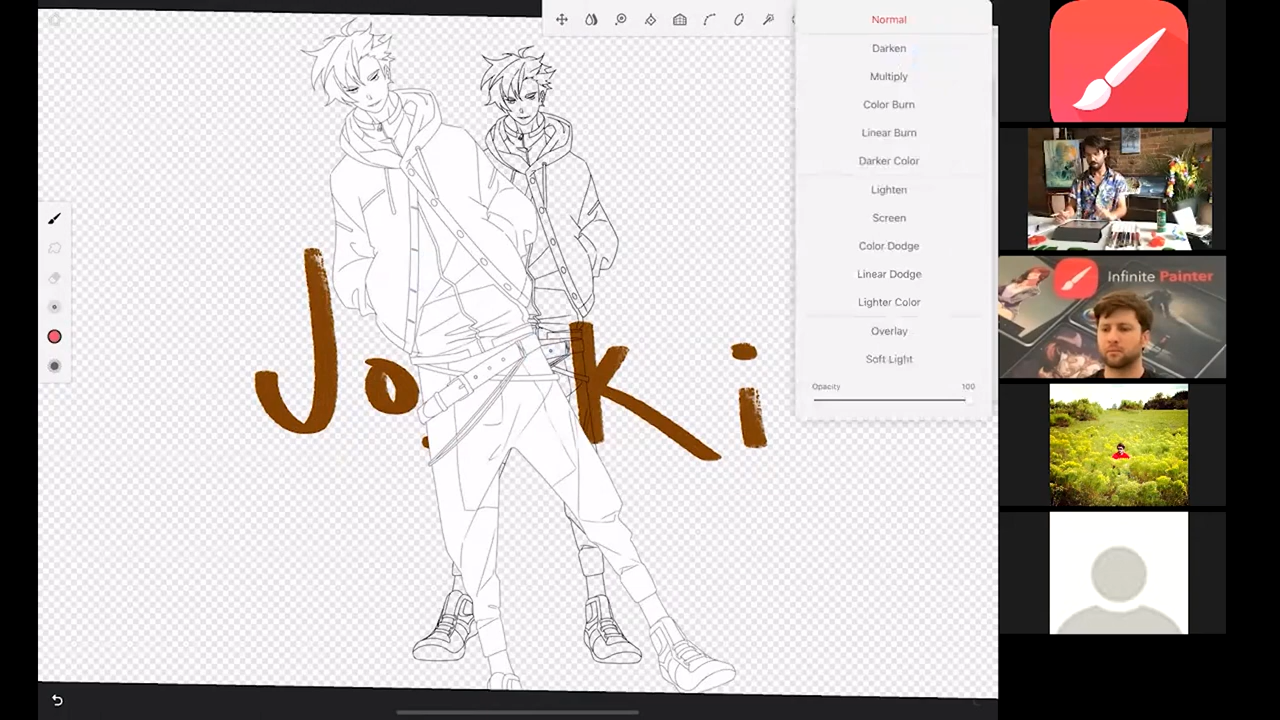 Normal
Darken
Multiply
Color Burn
Linear Burn
Darker Color
Lighten
Screen
Color Dodge
Linear Dodge
Lighter Color
Overlay
Soft Light
Opacity 100
Infinite Painter
Jo Ki